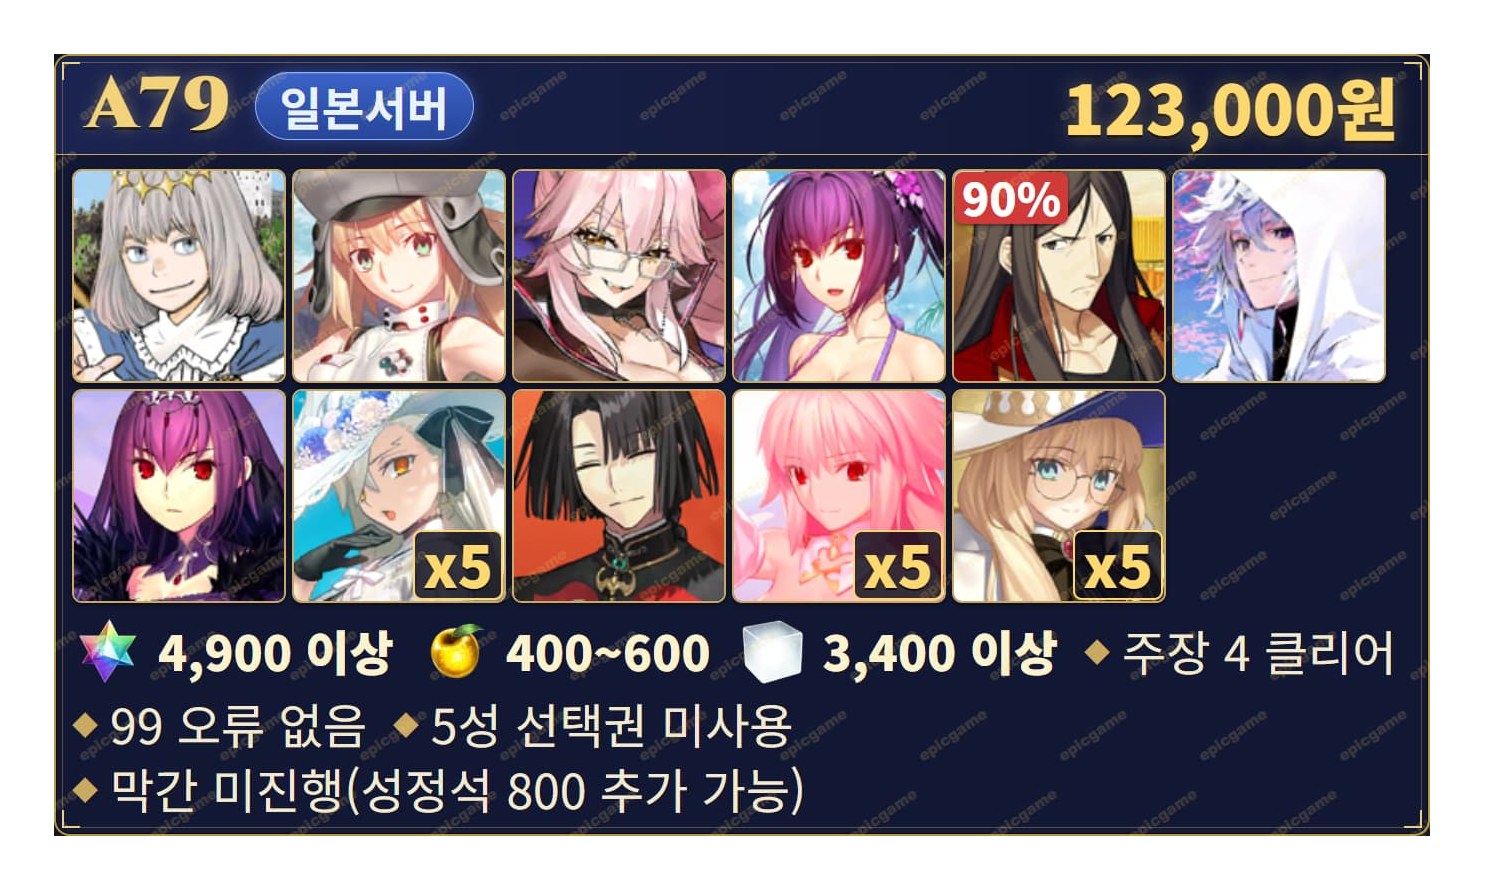 A79 일본서버 123,000원
90%
x5 x5 x5
4,900 이상 400~600 3,400 이상 ◆ 주장 4 클리어
◆ 99 오류 없음 ◆ 5성 선택권 미사용
◆ 막간 미진행(성정석 800 추가 가능)
epicgame